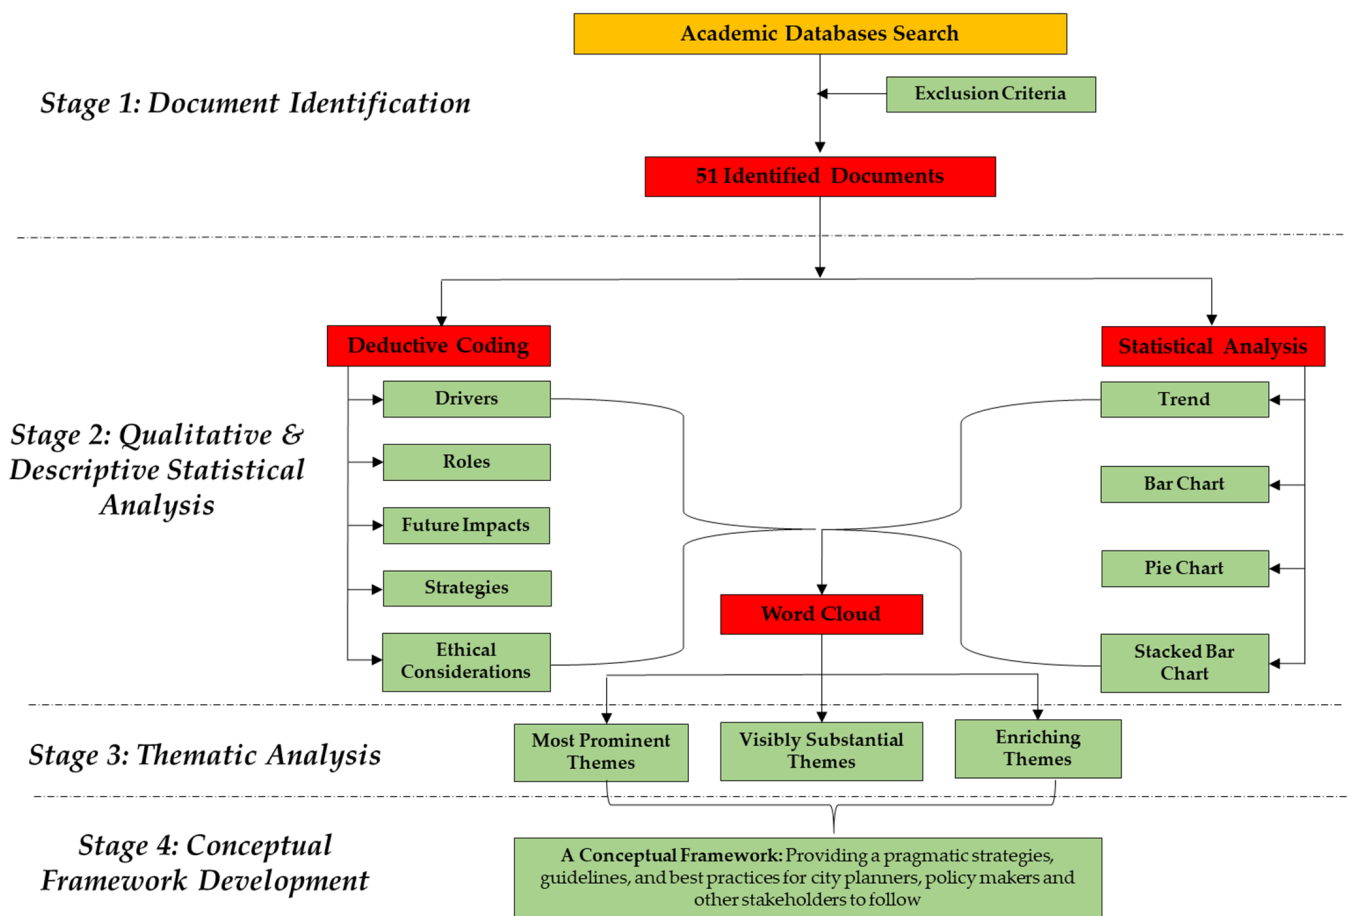 Academic Databases Search
Stage 1: Document Identification
Exclusion Criteria
51 Identified Documents
Stage 2: Qualitative &
Descriptive Statistical
Analysis
Deductive Coding
Drivers
Roles
Future Impacts
Strategies
Ethical
Considerations
Statistical Analysis
Trend
Bar Chart
Pie Chart
Stacked Bar
Chart
Word Cloud
Stage 3: Thematic Analysis
Most Prominent
Themes
Visibly Substantial
Themes
Enriching
Themes
Stage 4: Conceptual
Framework Development
A Conceptual Framework: Providing a pragmatic strategies,
guidelines, and best practices for city planners, policy makers and
other stakeholders to follow